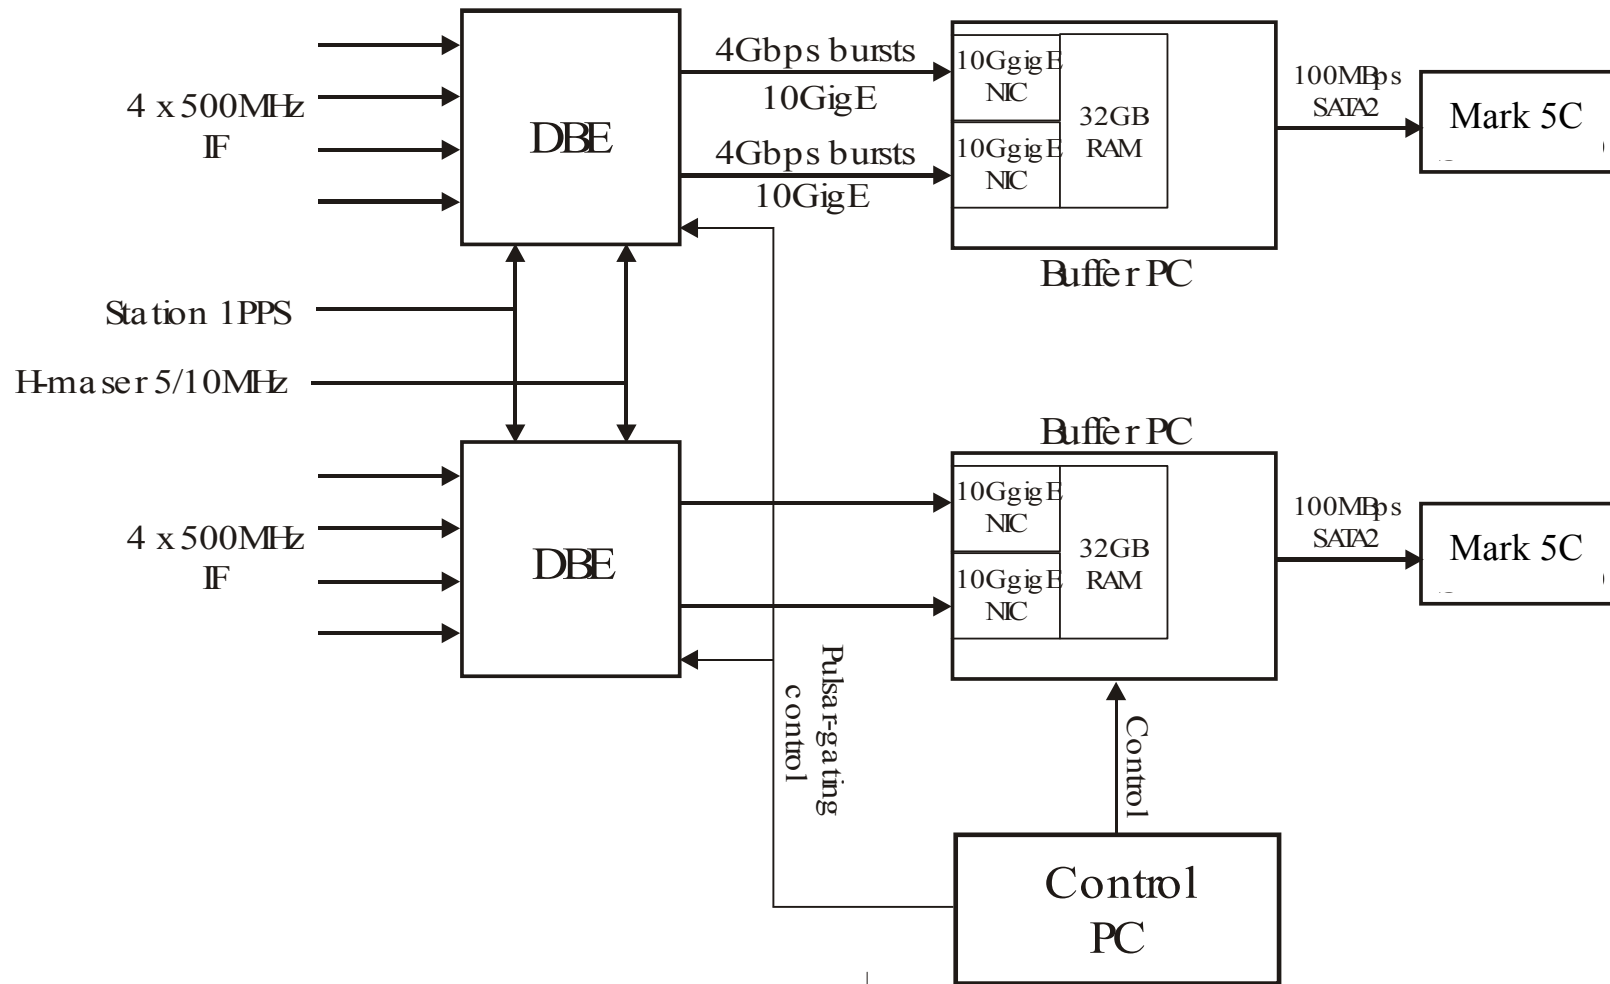 4 x 500MHz
IF
DBE
4Gbps bursts
10GigE
4Gbps bursts
10GigE
10GgigE
NIC
10GgigE
NIC
32GB
RAM
Buffer PC
100MBps
SATA2
Mark 5C
Station 1PPS
H-maser 5/10MHz
4 x 500MHz
IF
DBE
Buffer PC
10GgigE
NIC
10GgigE
NIC
32GB
RAM
100MBps
SATA2
Mark 5C
Pulsar-gating
control
Control
Control
PC